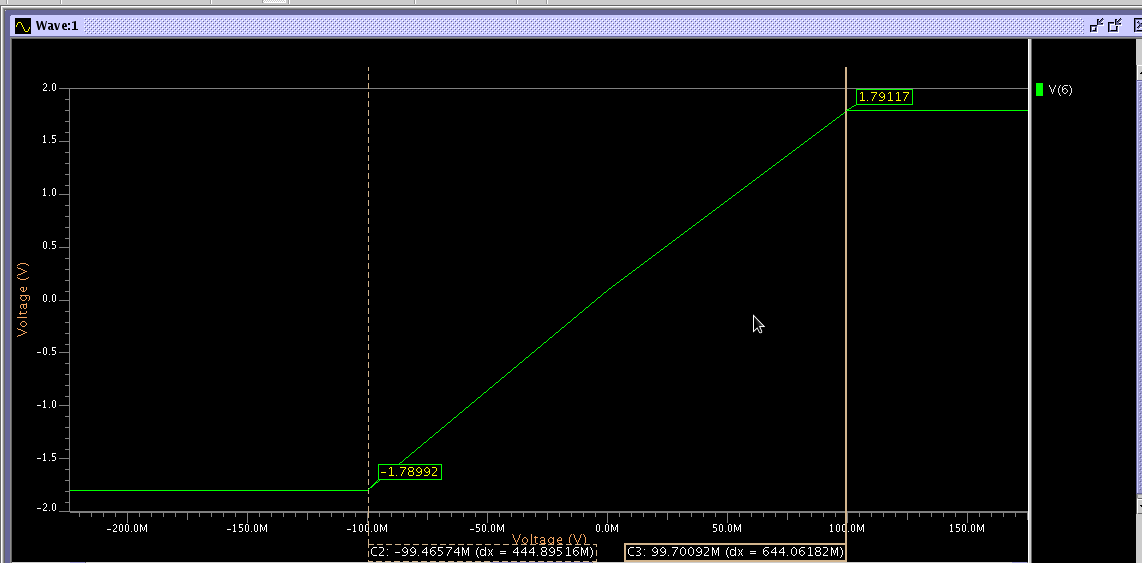 Wave:1
V(6)
2.0
1.79117
1.5
1.0
0.5
0.0
-0.5
-1.0
-1.5
-1.78992
-2.0
Voltage (V)
-200.0M -150.0M -100.0M -50.0M 0.0M 50.0M 100.0M 150.0M
Voltage (V)
C2: -99.46574M (dx = 444.89516M) C3: 99.70092M (dx = 644.06182M)